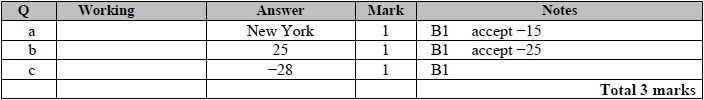 Q Working Answer Mark Notes
a New York 1 B1 accept −15
b 25 1 B1 accept −25
c −28 1 B1
Total 3 marks